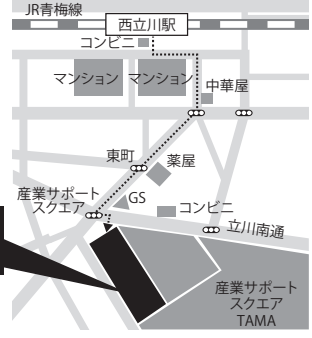 JR青梅線
西立川駅
コンビニ
マンション
マンション
中華屋
東町
薬屋
産業サポート
スクエア
GS
コンビニ
立川南通
産業サポート
スクエア
TAMA